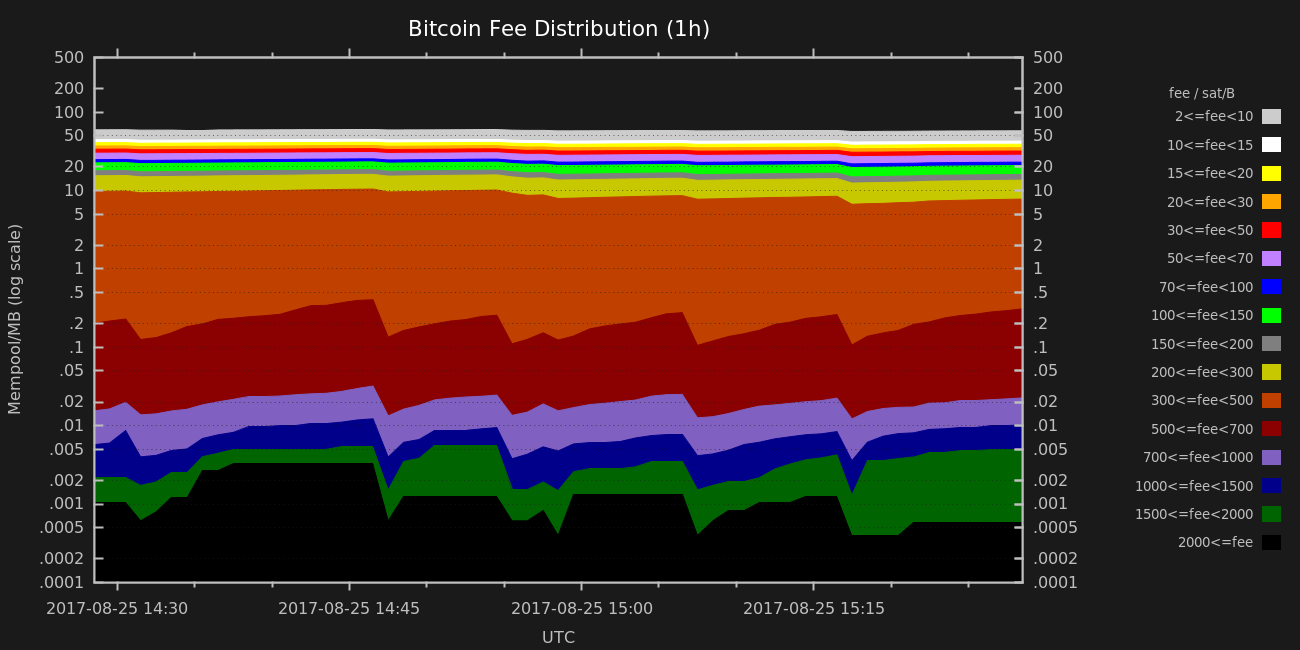 Bitcoin Fee Distribution (1h)
500 500
200 200
100 100
50 50
20 20
10 10
5 5
2 2
1 1
.5 .5
.2 .2
.1 .1
.05 .05
.02 .02
.01 .01
.005 .005
.002 .002
.001 .001
.0005 .0005
.0002 .0002
.0001 .0001
Mempool/MB (log scale)
2017-08-25 14:30 2017-08-25 14:45 2017-08-25 15:00 2017-08-25 15:15
UTC
fee / sat/B
2<=fee<10
10<=fee<15
15<=fee<20
20<=fee<30
30<=fee<50
50<=fee<70
70<=fee<100
100<=fee<150
150<=fee<200
200<=fee<300
300<=fee<500
500<=fee<700
700<=fee<1000
1000<=fee<1500
1500<=fee<2000
2000<=fee